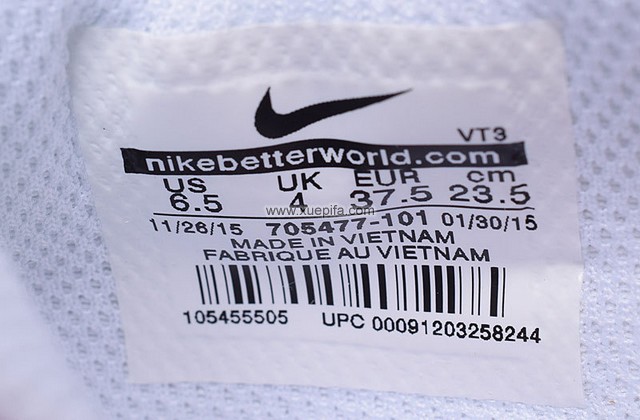 VT3
nikebetterworld.com
US UK EUR cm
6.5 4 37.5 23.5
www.xuepifa.com
11/26/15 705477-101 01/30/15
MADE IN VIETNAM
FABRIQUE AU VIETNAM
105455505 UPC 00091203258244